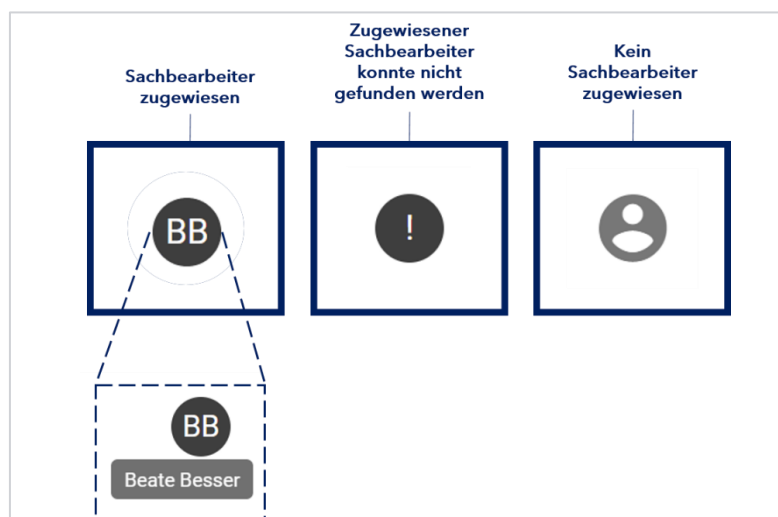 Sachbearbeiter
zugewiesen
Zugewiesener
Sachbearbeiter
konnte nicht
gefunden werden
Kein
Sachbearbeiter
zugewiesen
BB
!
BB
Beate Besser